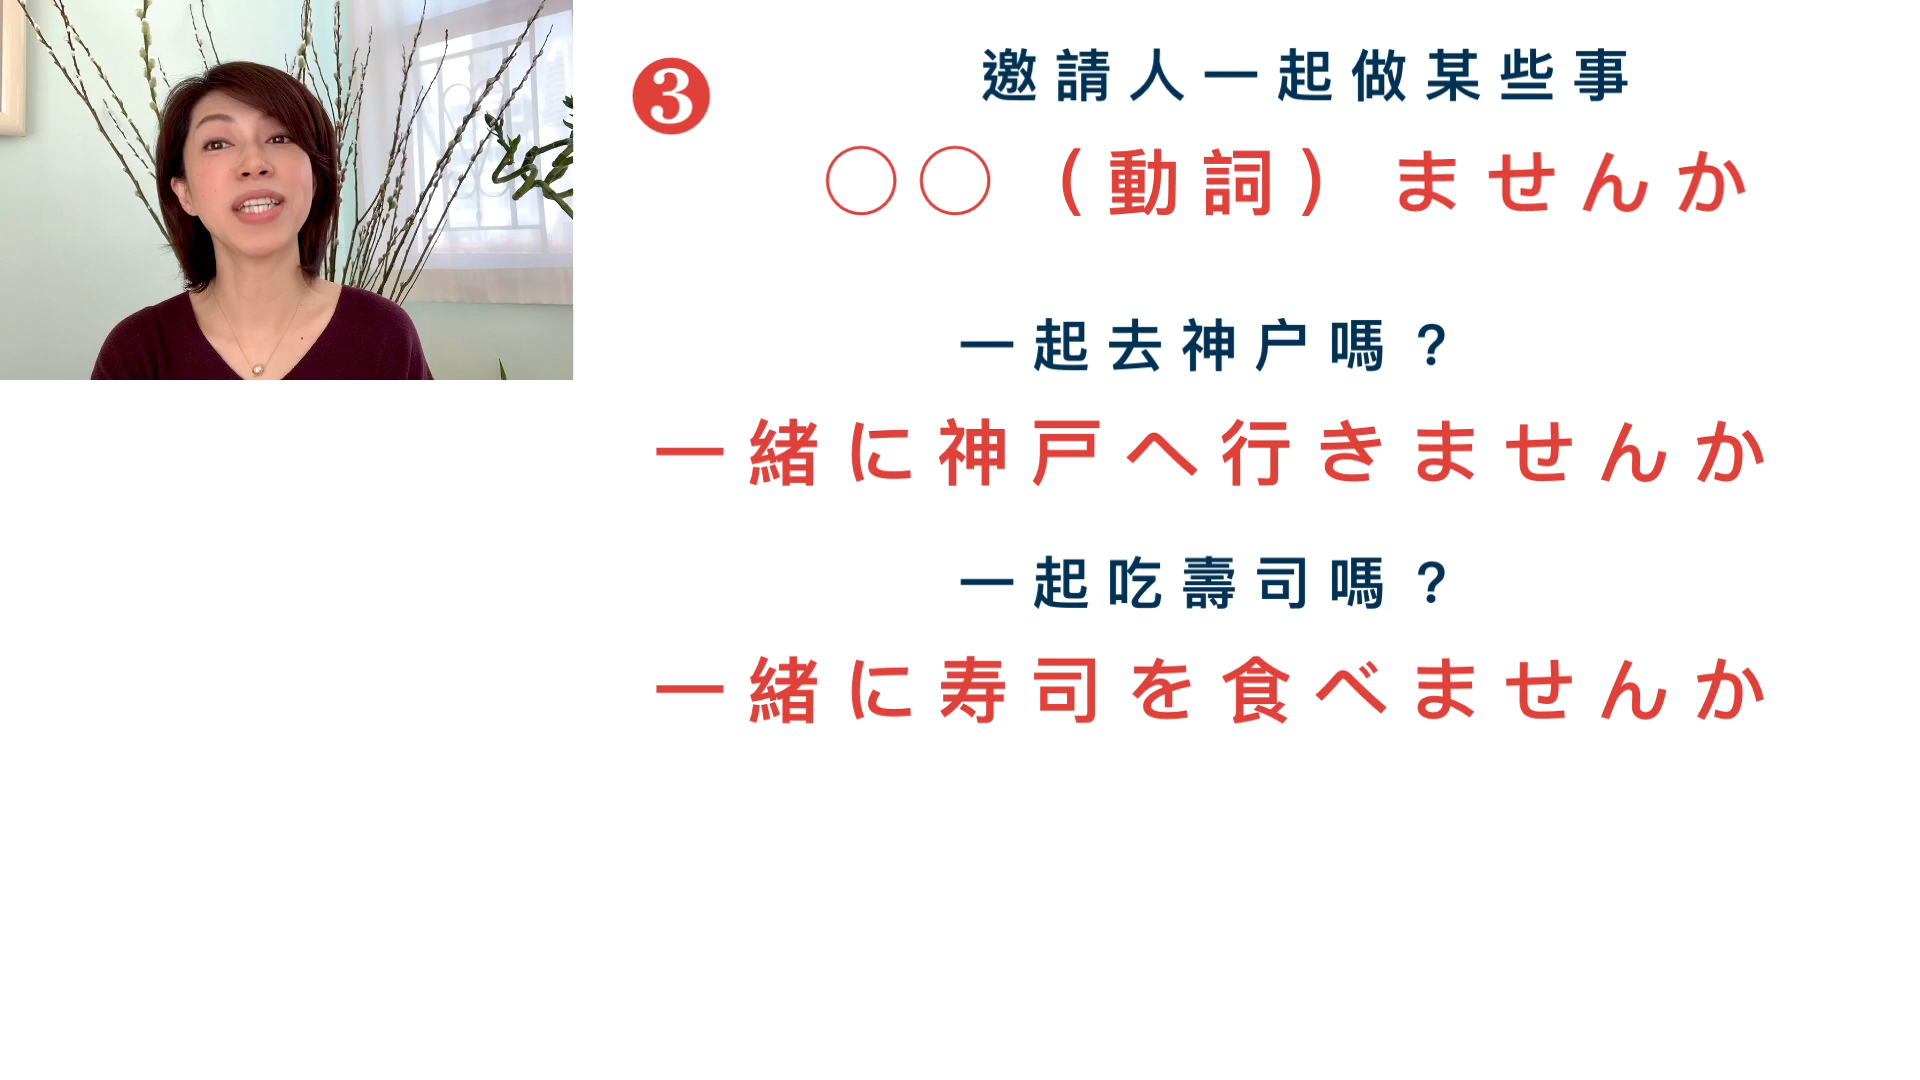 3
邀請人一起做某些事
○○（動詞）ませんか
一起去神户嗎？
一緒に神戸へ行きませんか
一起吃壽司嗎？
一緒に寿司を食べませんか